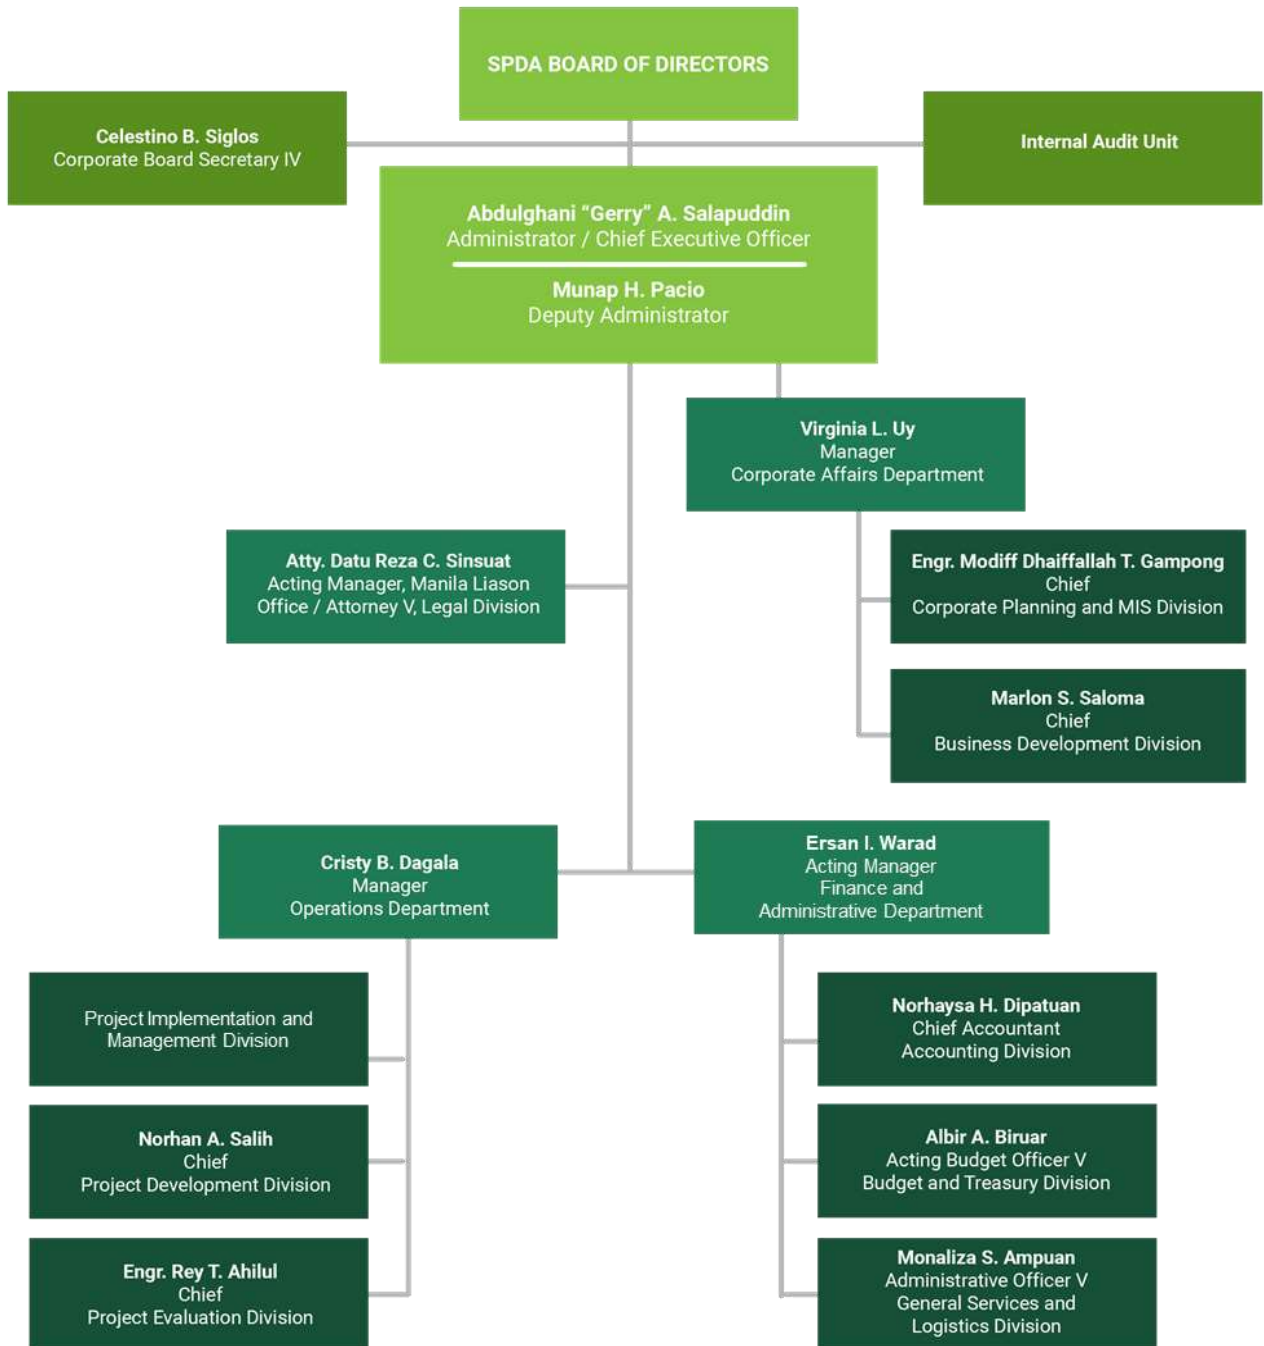 SPDA BOARD OF DIRECTORS
Celestino B. Siglos
Corporate Board Secretary IV
Internal Audit Unit
Abdulghani “Gerry” A. Salapuddin
Administrator / Chief Executive Officer
Munap H. Pacio
Deputy Administrator
Virginia L. Uy
Manager
Corporate Affairs Department
Atty. Datu Reza C. Sinsuat
Acting Manager, Manila Liason
Office / Attorney V, Legal Division
Engr. Modiff Dhaiffallah T. Gampong
Chief
Corporate Planning and MIS Division
Marlon S. Saloma
Chief
Business Development Division
Cristy B. Dagala
Manager
Operations Department
Ersan I. Warad
Acting Manager
Finance and
Administrative Department
Project Implementation and
Management Division
Norhan A. Salih
Chief
Project Development Division
Engr. Rey T. Ahilul
Chief
Project Evaluation Division
Norhaysa H. Dipatuan
Chief Accountant
Accounting Division
Albir A. Biruar
Acting Budget Officer V
Budget and Treasury Division
Monaliza S. Ampuan
Administrative Officer V
General Services and
Logistics Division